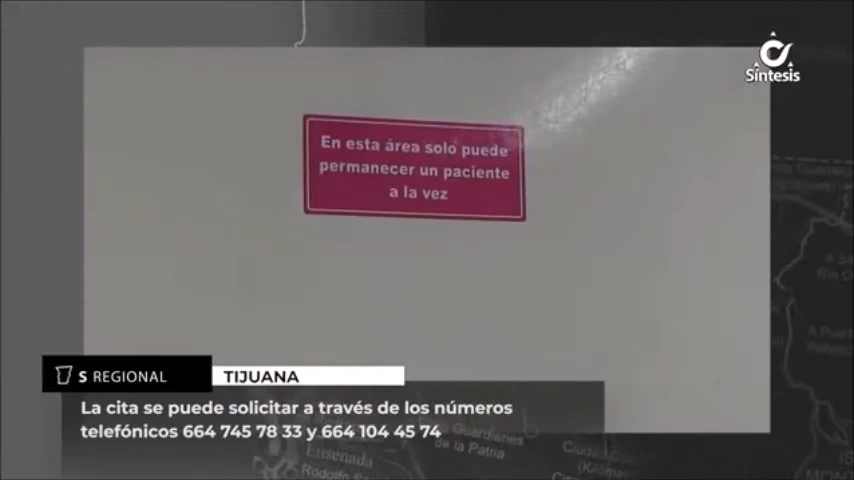 Síntesis
En esta área solo puede
permanecer un paciente
a la vez
S REGIONAL
TIJUANA
La cita se puede solicitar a través de los números
telefónicos 664 745 78 33 y 664 104 45 74
Guardianes
de la Patria
Ensenada
Rodolfo